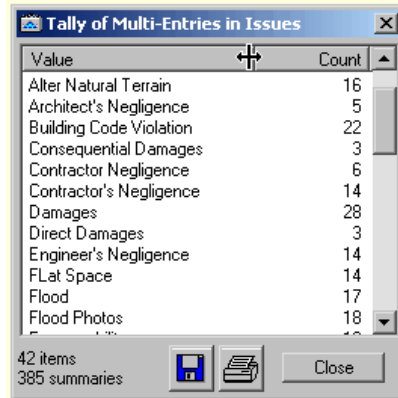 Tally of Multi-Entries in Issues
Value Count
Alter Natural Terrain 16
Architect's Negligence 5
Building Code Violation 22
Consequential Damages 3
Contractor Negligence 6
Contractor's Negligence 14
Damages 28
Direct Damages 3
Engineer's Negligence 14
FLat Space 14
Flood 17
Flood Photos 18
42 items
385 summaries
Close